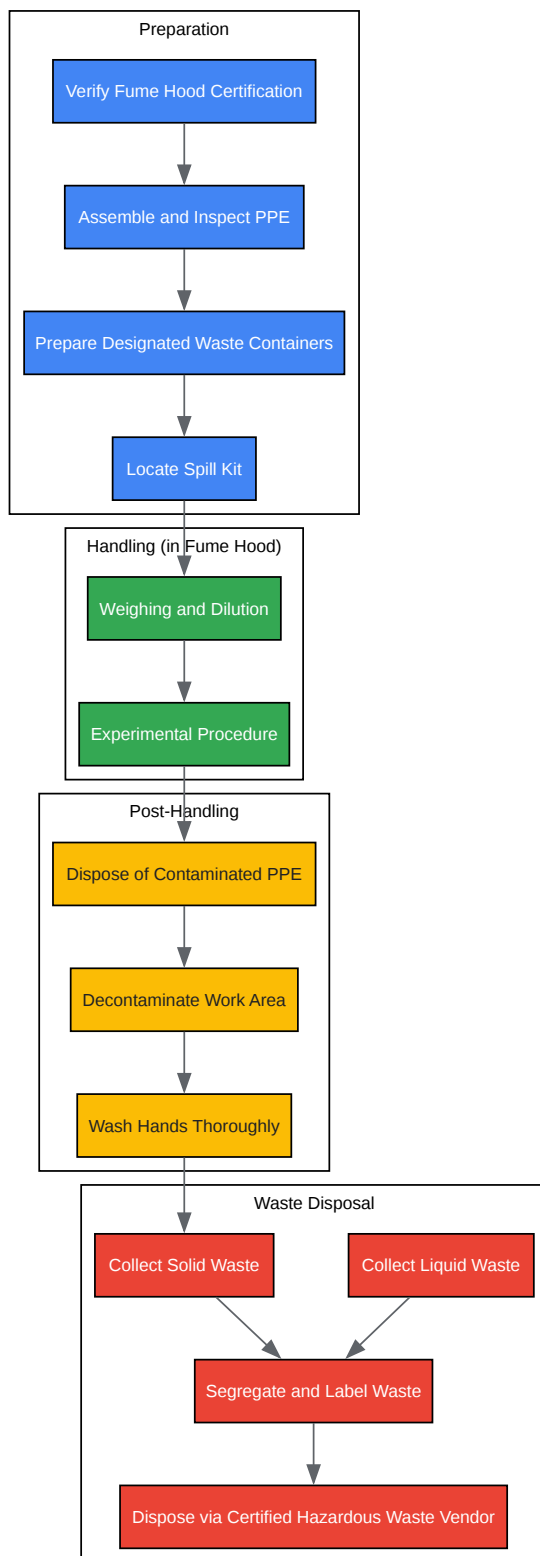 Preparation
Verify Fume Hood Certification
Assemble and Inspect PPE
Prepare Designated Waste Containers
Locate Spill Kit
Handling (in Fume Hood)
Weighing and Dilution
Experimental Procedure
Post-Handling
Dispose of Contaminated PPE
Decontaminate Work Area
Wash Hands Thoroughly
Waste Disposal
Collect Solid Waste
Collect Liquid Waste
Segregate and Label Waste
Dispose via Certified Hazardous Waste Vendor